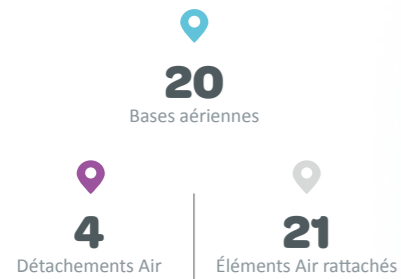 20
Bases aériennes
4
Détachements Air
21
Éléments Air rattachés